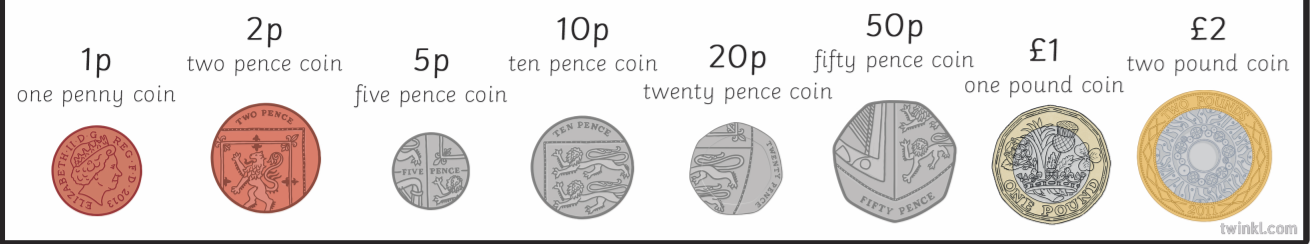 1p
one penny coin
2p
two pence coin
5p
five pence coin
10p
ten pence coin
20p
twenty pence coin
50p
fifty pence coin
£1
one pound coin
£2
two pound coin
ELIZABETH·II·D·G
REG·F·D·2013
TWO PENCE
FIVE PENCE
TEN PENCE
TWENTY PENCE
FIFTY PENCE
ONE POUND
TWO POUNDS
2011
twinkl.com